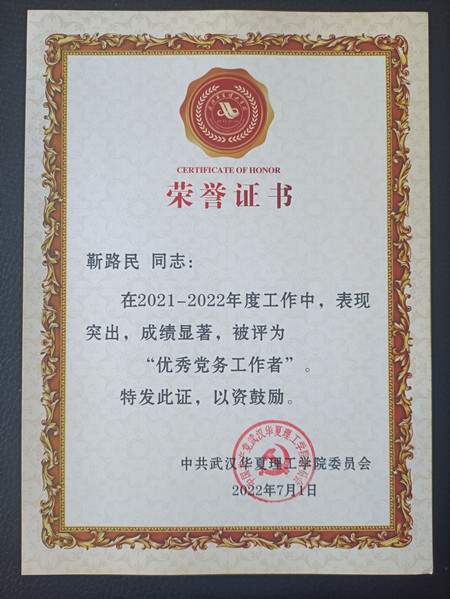 CERTIFICATE OF HONOR
荣誉证书
靳路民 同志：
在2021-2022年度工作中，表现
突出，成绩显著，被评为
“优秀党务工作者”。
特发此证，以资鼓励。
中共武汉华夏理工学院委员会
2022年7月1日